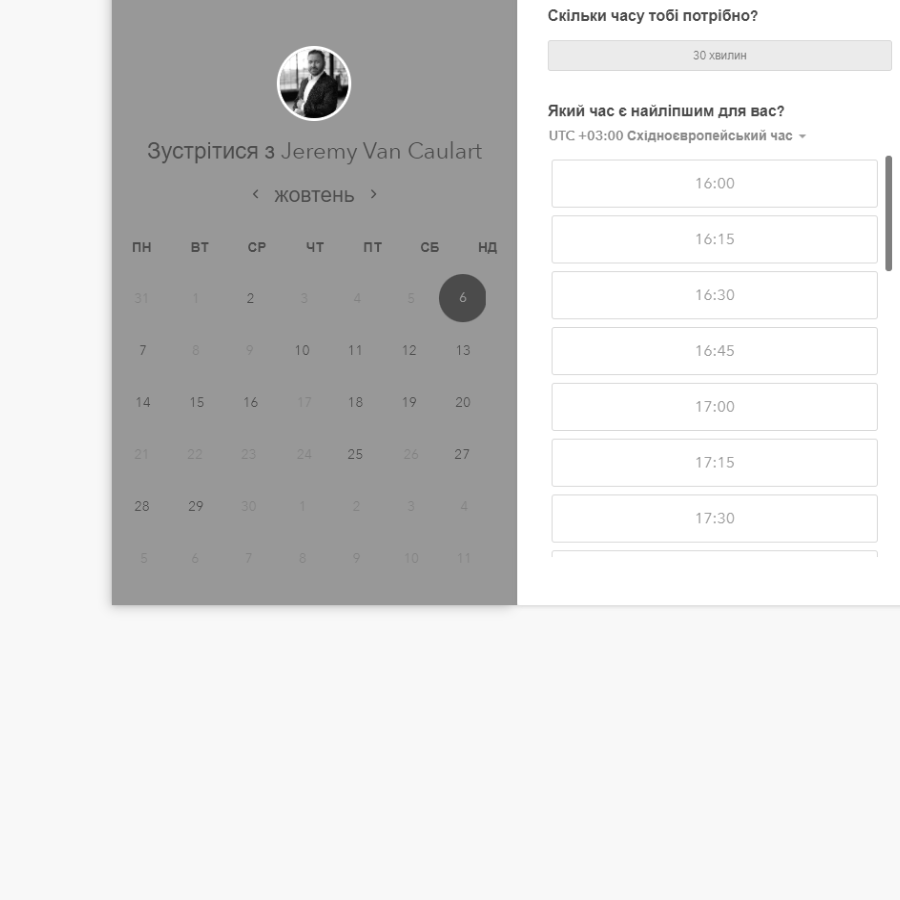 Зустрітися з Jeremy Van Caulart
жовтень
ПН ВТ СР ЧТ ПТ СБ НД
31 1 2 3 4 5 6
7 8 9 10 11 12 13
14 15 16 17 18 19 20
21 22 23 24 25 26 27
28 29 30 1 2 3 4
5 6 7 8 9 10 11
Скільки часу тобі потрібно?
30 хвилин
Який час є найліпшим для вас?
UTC +03:00 Східноєвропейський час
16:00
16:15
16:30
16:45
17:00
17:15
17:30